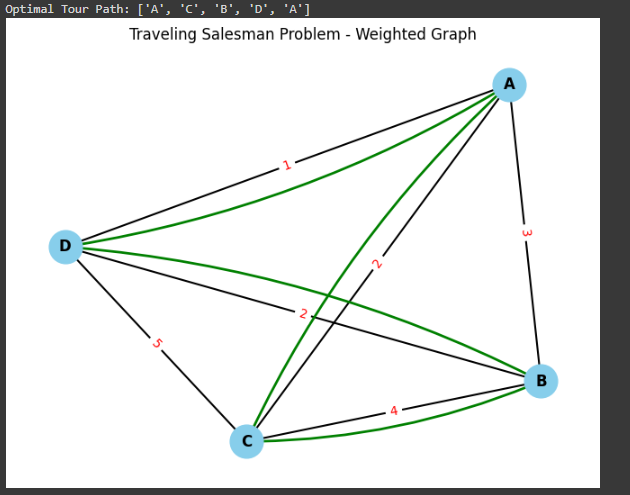 Optimal Tour Path: ['A', 'C', 'B', 'D', 'A']
Traveling Salesman Problem - Weighted Graph
A
1
3
D
2
2
5
B
4
C